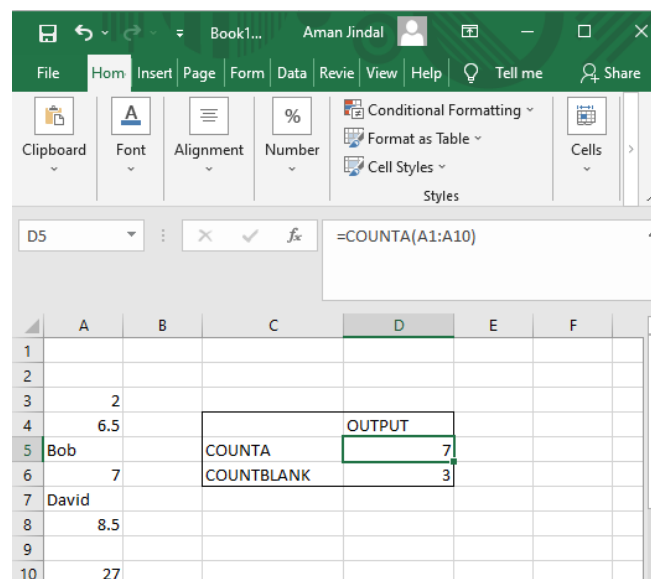 Book1... Aman Jindal
File Hom Insert Page Form Data Revie View Help Tell me Share
Clipboard Font Alignment Number Conditional Formatting Format as Table Cell Styles Cells
%
A
Styles
D5 fx =COUNTA(A1:A10)
A B C D E F
1
2
3 2
4 6.5 OUTPUT
5 Bob COUNTA 7
6 7 COUNTBLANK 3
7 David
8 8.5
9
10 27